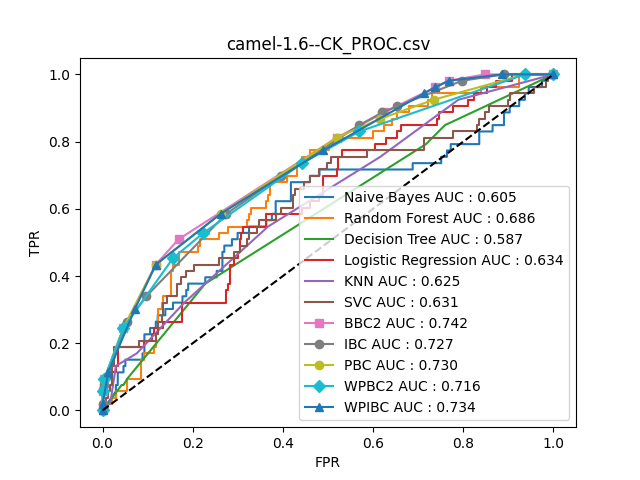 camel-1.6--CK_PROC.csv
1.0
0.8
0.6
0.4
0.2
0.0
TPR
Naive Bayes AUC : 0.605
Random Forest AUC : 0.686
Decision Tree AUC : 0.587
Logistic Regression AUC : 0.634
KNN AUC : 0.625
SVC AUC : 0.631
BBC2 AUC : 0.742
IBC AUC : 0.727
PBC AUC : 0.730
WPBC2 AUC : 0.716
WPIBC AUC : 0.734
0.0 0.2 0.4 0.6 0.8 1.0
FPR